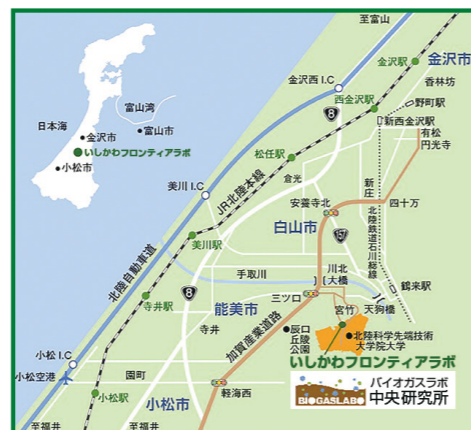 至富山
金沢市
金沢駅
香林坊
金沢西 I.C
西金沢駅
野町駅
新西金沢駅
有松
円光寺
富山湾
日本海
金沢市
富山市
いしかわフロンティアラボ
小松市
8
松任駅
倉光
新庄
四十万
美川 I.C
JR北陸本線
安養寺北
白山市
157
北陸鉄道石川総線
美川駅
北陸自動車道
手取川
川北
大橋
鶴来駅
8
能美市
三ツ口
宮竹
天狗橋
寺井駅
寺井
加賀産業道路
辰口
丘陵
公園
北陸科学先端技術
大学院大学
いしかわフロンティアラボ
小松 I.C
小松空港
園町
軽海西
小松駅
小松市
バイオガスラボ
BIOGASLABO
中央研究所
至福井
至福井